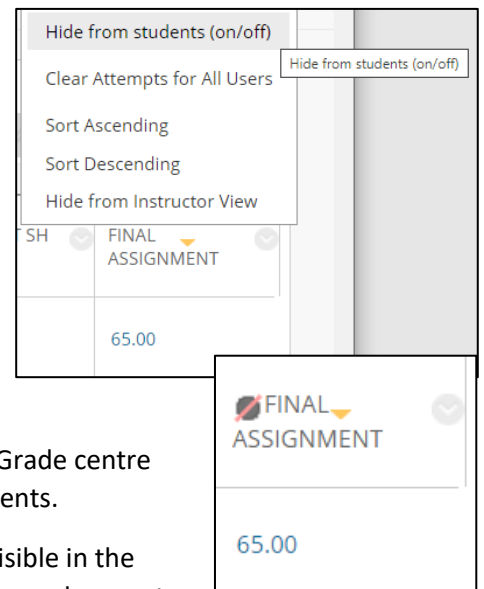 Hide from students (on/off)
Hide from students (on/off)
Clear Attempts for All Users
Sort Ascending
Sort Descending
Hide from Instructor View
SH
FINAL
ASSIGNMENT
65.00
FINAL
ASSIGNMENT
65.00
Grade centre
ents.
isible in the